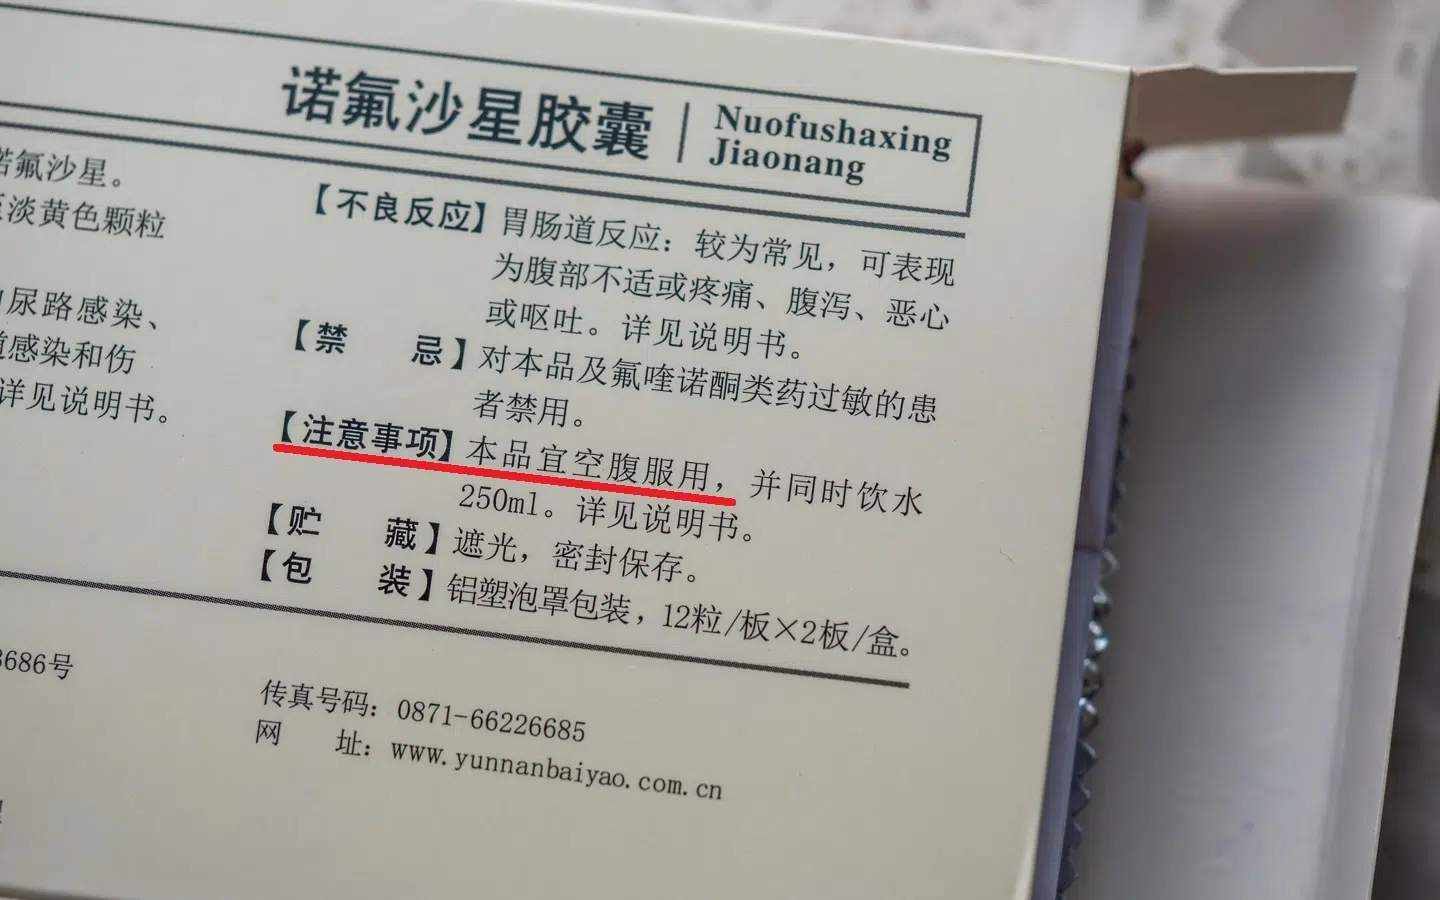 诺氟沙星胶囊
Nuofushaxing
Jiaonang
诺氟沙星。
淡黄色颗粒
尿路感染、
感染和伤
详见说明书。
【不良反应】胃肠道反应：较为常见，可表现
为腹部不适或疼痛、腹泻、恶心
或呕吐。详见说明书。
【禁 忌】对本品及氟喹诺酮类药过敏的患
者禁用。
【注意事项】本品宜空腹服用，并同时饮水
250ml。详见说明书。
【贮 藏】遮光，密封保存。
【包 装】铝塑泡罩包装，12粒/板×2板/盒。
3686号
传真号码：0871-66226685
网 址：www.yunnanbaiyao.com.cn